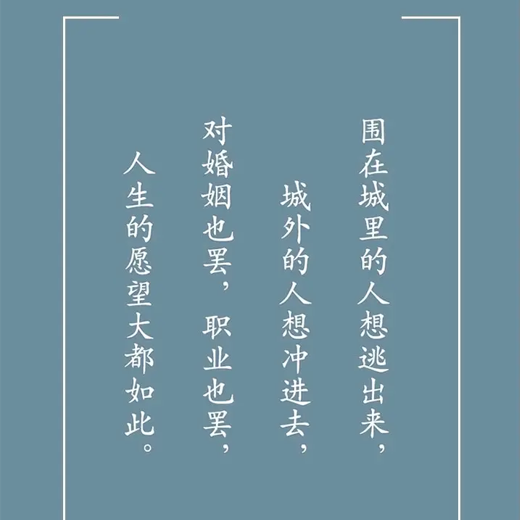 围在城里的人想逃出来，
城外的人想冲进去，
对婚姻也罢，职业也罢，
人生的愿望大都如此。